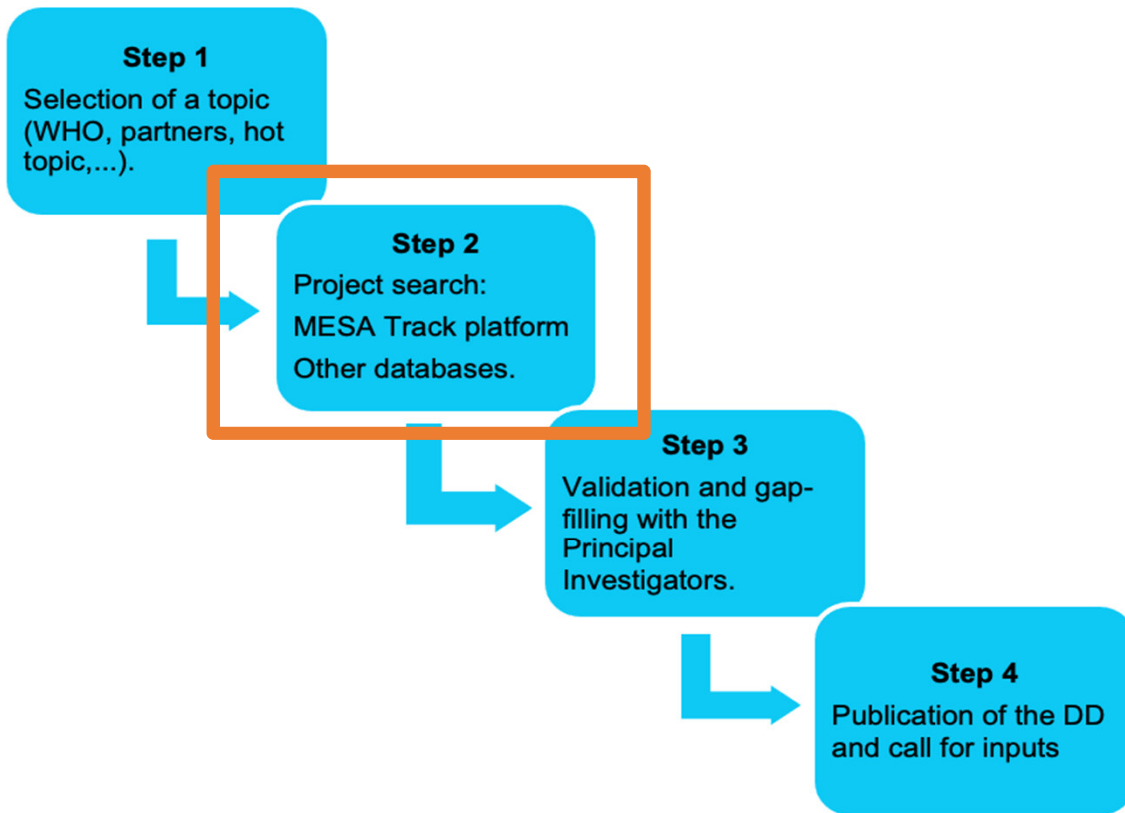 Step 1
Selection of a topic
(WHO, partners, hot
topic,...).
Step 2
Project search:
MESA Track platform
Other databases.
Step 3
Validation and gap-
filling with the
Principal
Investigators.
Step 4
Publication of the DD
and call for inputs